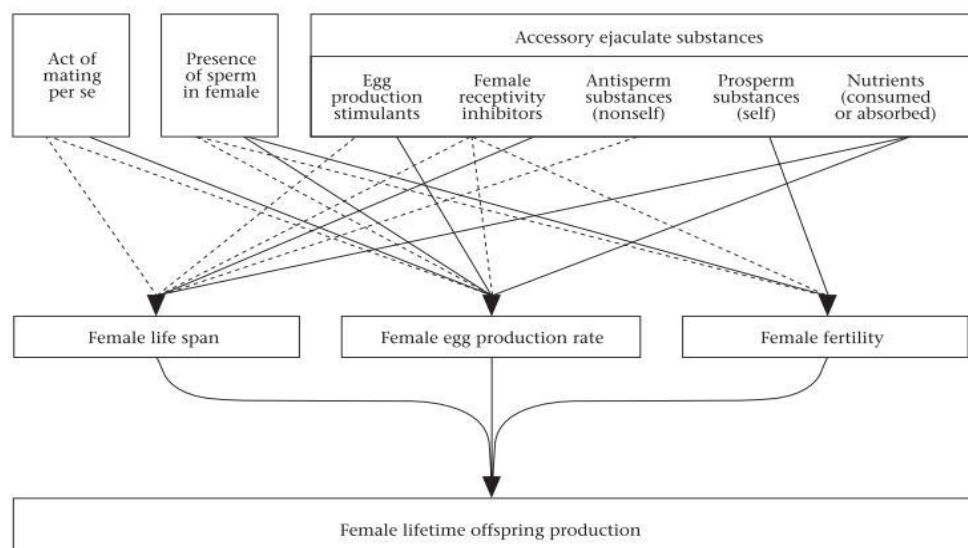 Act of
mating
per se
Presence
of sperm
in female
Accessory ejaculate substances
Egg
production
stimulants
Female
receptivity
inhibitors
Antisperm
substances
(nonself)
Prosperm
substances
(self)
Nutrients
(consumed
or absorbed)
Female life span
Female egg production rate
Female fertility
Female lifetime offspring production